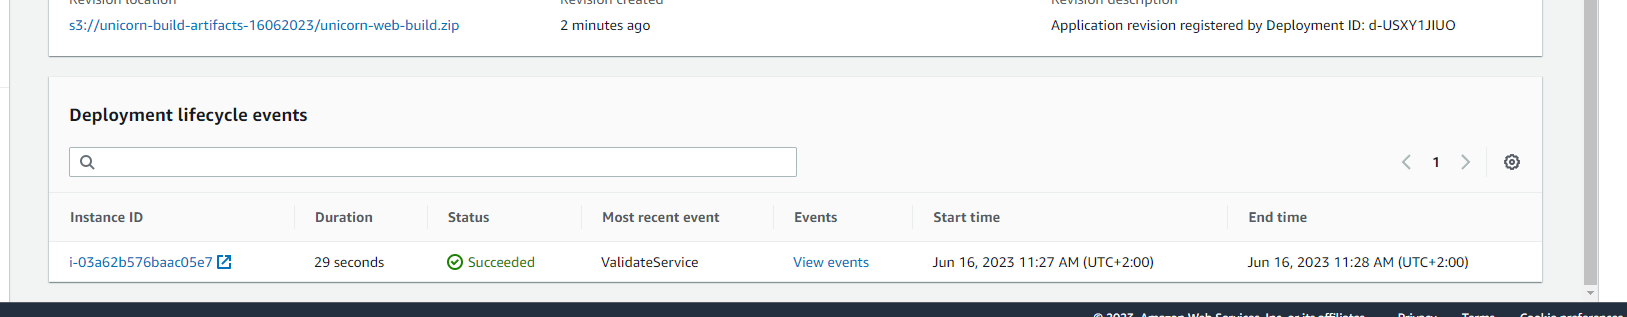 Revision location Revision created Revision description
s3://unicorn-build-artifacts-16062023/unicorn-web-build.zip 2 minutes ago Application revision registered by Deployment ID: d-USXY1JIUO
Deployment lifecycle events
1
Instance ID Duration Status Most recent event Events Start time End time
i-03a62b576baac05e7 29 seconds Succeeded ValidateService View events Jun 16, 2023 11:27 AM (UTC+2:00) Jun 16, 2023 11:28 AM (UTC+2:00)
© 2023, Amazon Web Services, Inc. or its affiliates. Privacy Terms Cookie preferences